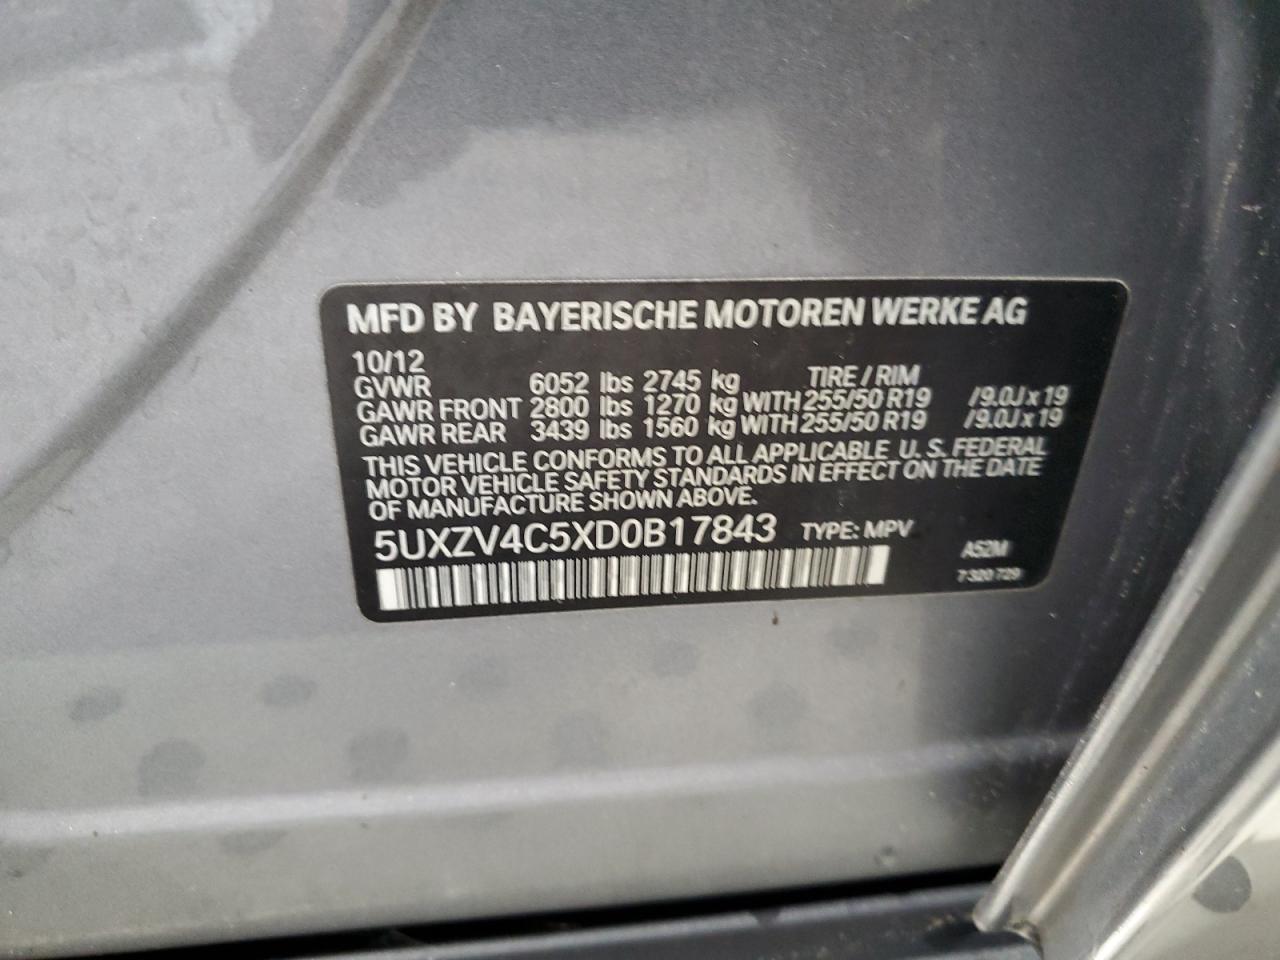 MFD BY BAYERISCHE MOTOREN WERKE AG
10/12
GVWR 6052 lbs 2745 kg TIRE / RIM
GAWR FRONT 2800 lbs 1270 kg WITH 255/50 R19 /9.0J x 19
GAWR REAR 3439 lbs 1560 kg WITH 255/50 R19 /9.0J x 19
THIS VEHICLE CONFORMS TO ALL APPLICABLE U. S. FEDERAL
MOTOR VEHICLE SAFETY STANDARDS IN EFFECT ON THE DATE
OF MANUFACTURE SHOWN ABOVE.
5UXZV4C5XD0B17843 TYPE: MPV
A52M
7 320 729